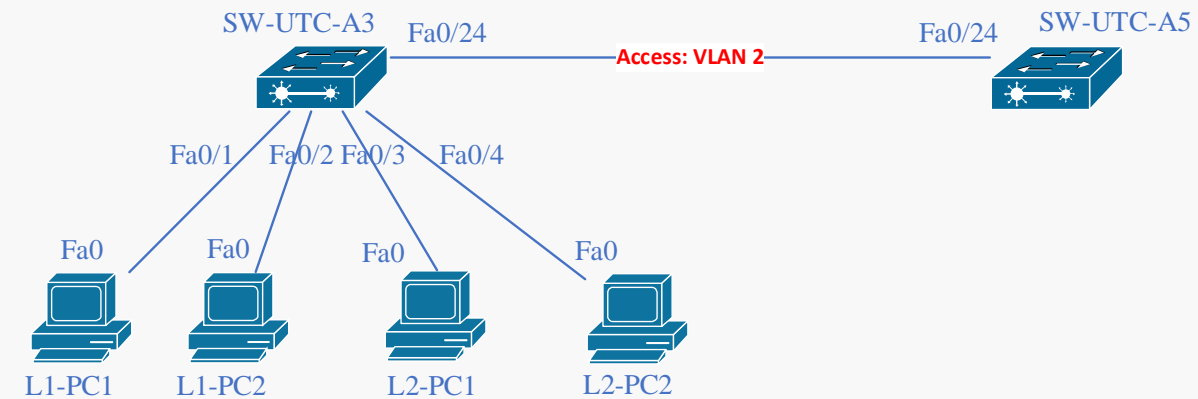 SW-UTC-A3
SW-UTC-A5
Fa0/24
Fa0/24
Access: VLAN 2
Fa0/1
Fa0/2
Fa0/3
Fa0/4
Fa0
Fa0
Fa0
Fa0
L1-PC1
L1-PC2
L2-PC1
L2-PC2